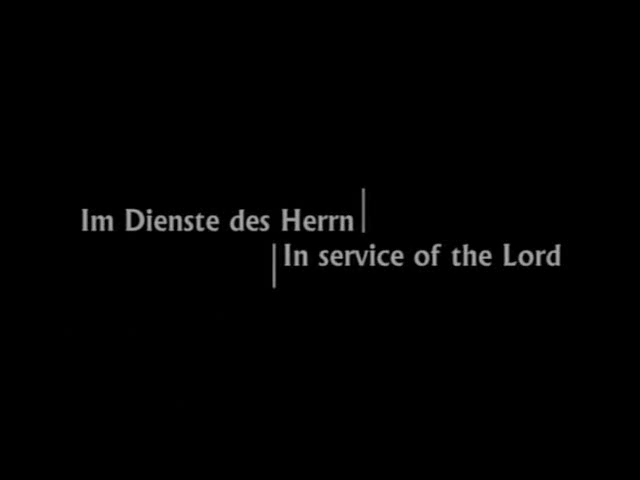 Im Dienste des Herrn
In service of the Lord